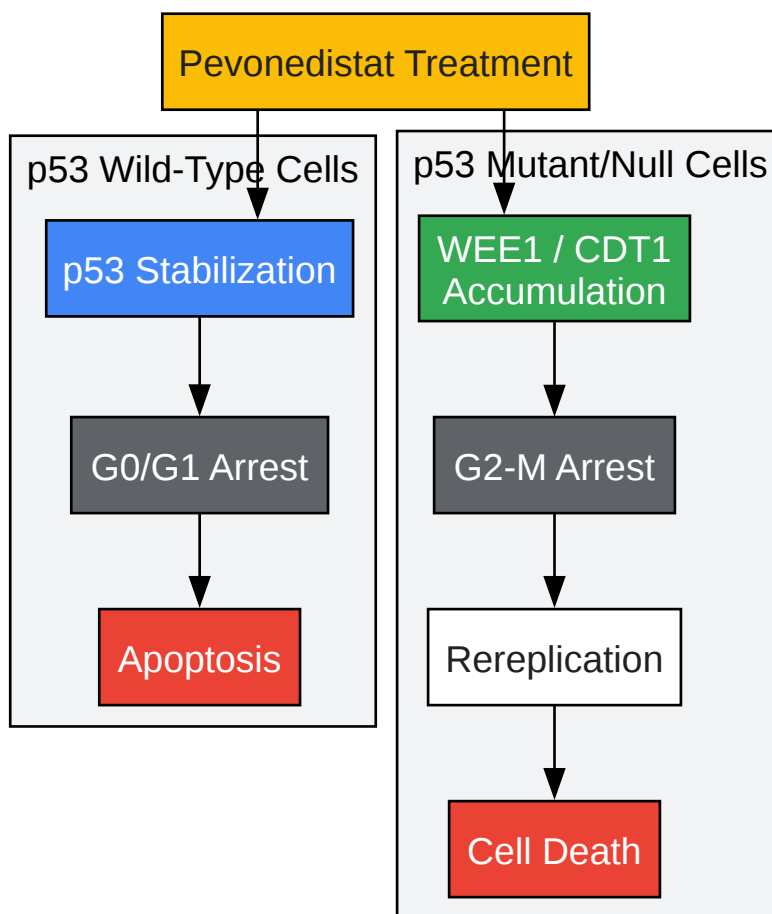 Pevonedistat Treatment
p53 Wild-Type Cells
p53 Stabilization
G0/G1 Arrest
Apoptosis
p53 Mutant/Null Cells
WEE1 / CDT1
Accumulation
G2-M Arrest
Rereplication
Cell Death